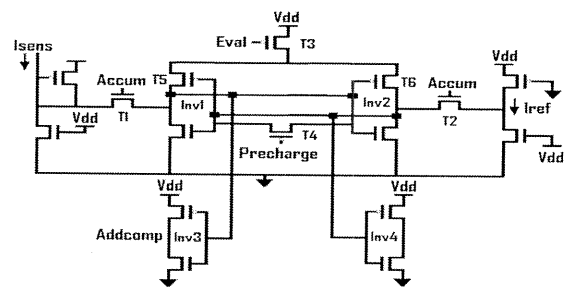 Vdd
Isens
Eval
T3
Vdd
Accum
T5
T6
Accum
Inv1
Inv2
Vdd
T1
T4
T2
Iref
Precharge
Vdd
Vdd
Vdd
Addcomp
Inv3
Inv4